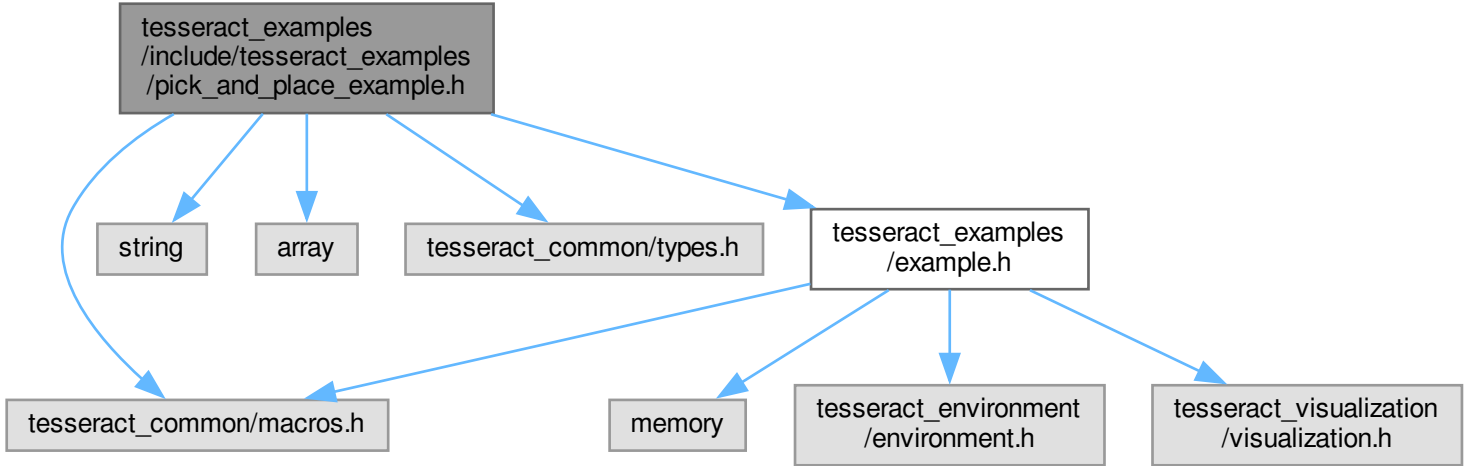 tesseract_examples
/include/tesseract_examples
/pick_and_place_example.h
string
array
tesseract_common/types.h
tesseract_examples
/example.h
tesseract_common/macros.h
memory
tesseract_environment
/environment.h
tesseract_visualization
/visualization.h